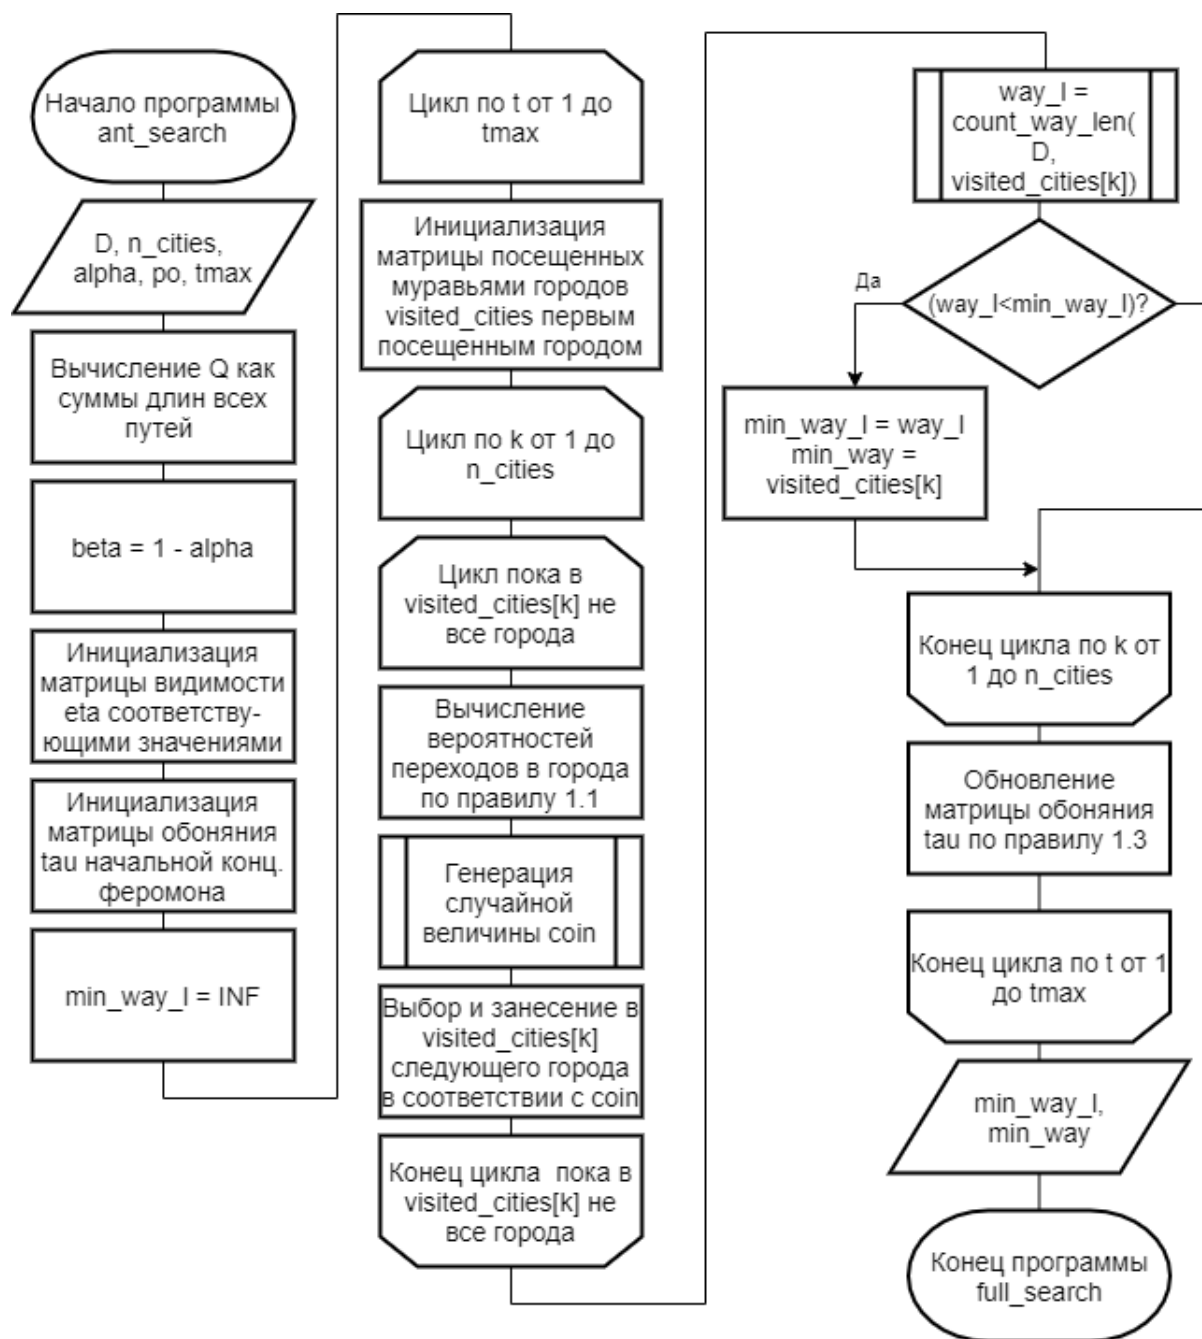 Начало программы
ant_search
D, n_cities,
alpha, po, tmax
Вычисление Q как
суммы длин всех
путей
beta = 1 - alpha
Инициализация
матрицы видимости
eta соответству-
ющими значениями
Инициализация
матрицы обоняния
tau начальной конц.
феромона
min_way_l = INF
Цикл по t от 1 до
tmax
Инициализация
матрицы посещенных
муравьями городов
visited_cities первым
посещенным городом
Цикл по k от 1 до
n_cities
Цикл пока в
visited_cities[k] не
все города
Вычисление
вероятностей
переходов в города
по правилу 1.1
Генерация
случайной
величины coin
Выбор и занесение в
visited_cities[k]
следующего города
в соответствии с coin
Конец цикла  пока в
visited_cities[k] не
все города
way_l =
count_way_len(
D,
visited_cities[k])
Да
(way_l<min_way_l)?
min_way_l = way_l
min_way =
visited_cities[k]
Конец цикла по k от
1 до n_cities
Обновление
матрицы обоняния
tau по правилу 1.3
Конец цикла по t от 1
до tmax
min_way_l,
min_way
Конец программы
full_search